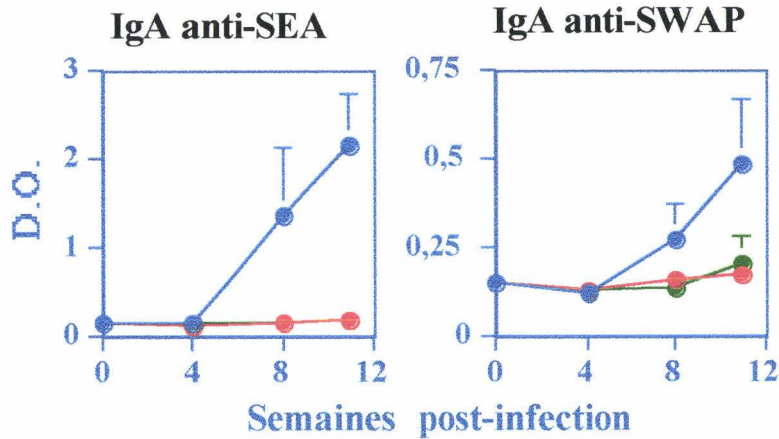 IgA anti-SEA
IgA anti-SWAP
D.O.
3
2
1
0
0,75
0,5
0,25
0
0 4 8 12
0 4 8 12
Semaines post-infection